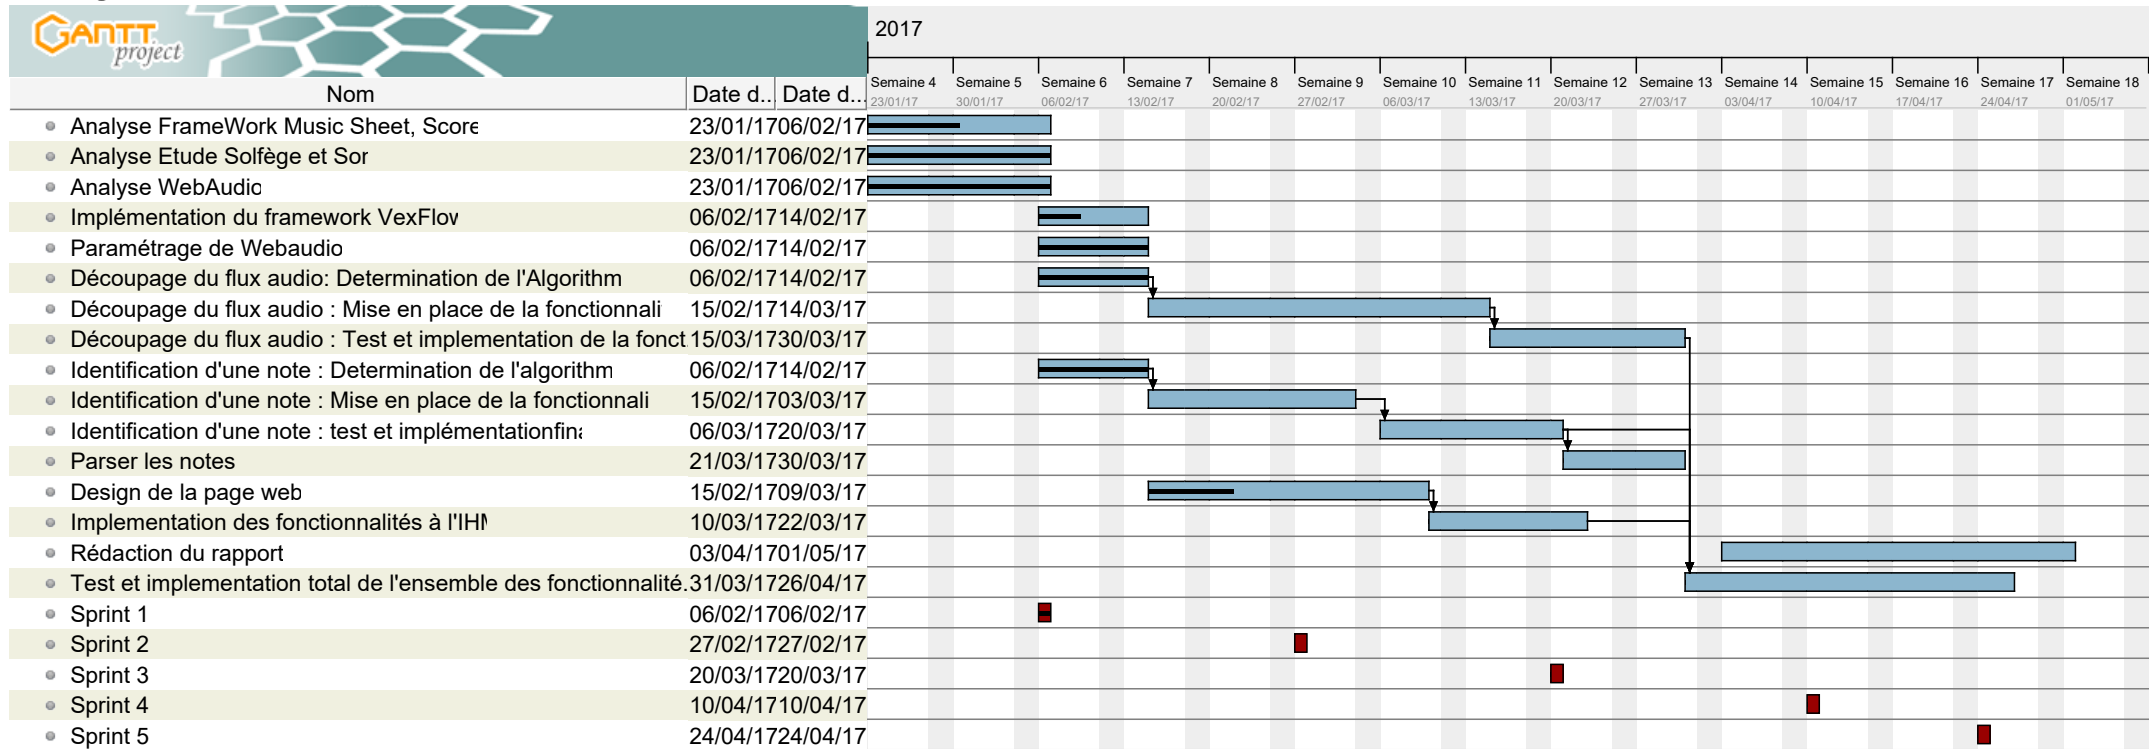 GANTT
project
2017
Semaine 4 Semaine 5 Semaine 6 Semaine 7 Semaine 8 Semaine 9 Semaine 10 Semaine 11 Semaine 12 Semaine 13 Semaine 14 Semaine 15 Semaine 16 Semaine 17 Semaine 18
Nom Date d... Date d... 23/01/17 30/01/17 06/02/17 13/02/17 20/02/17 27/02/17 06/03/17 13/03/17 20/03/17 27/03/17 03/04/17 10/04/17 17/04/17 24/04/17 01/05/17
Analyse FrameWork Music Sheet, Score 23/01/17 06/02/17
Analyse Etude Solfège et Son 23/01/17 06/02/17
Analyse WebAudio 23/01/17 06/02/17
Implémentation du framework VexFlow 06/02/17 14/02/17
Paramétrage de Webaudio 06/02/17 14/02/17
Découpage du flux audio: Determination de l'Algorithm 06/02/17 14/02/17
Découpage du flux audio : Mise en place de la fonctionnali 15/02/17 14/03/17
Découpage du flux audio : Test et implementation de la fonct 15/03/17 30/03/17
Identification d'une note : Determination de l'algorithm 06/02/17 14/02/17
Identification d'une note : Mise en place de la fonctionnali 15/02/17 03/03/17
Identification d'une note : test et implémentationfina 06/03/17 20/03/17
Parser les notes 21/03/17 30/03/17
Design de la page web 15/02/17 09/03/17
Implementation des fonctionnalités à l'IHM 10/03/17 22/03/17
Rédaction du rapport 03/04/17 01/05/17
Test et implementation total de l'ensemble des fonctionnalité. 31/03/17 26/04/17
Sprint 1 06/02/17 06/02/17
Sprint 2 27/02/17 27/02/17
Sprint 3 20/03/17 20/03/17
Sprint 4 10/04/17 10/04/17
Sprint 5 24/04/17 24/04/17